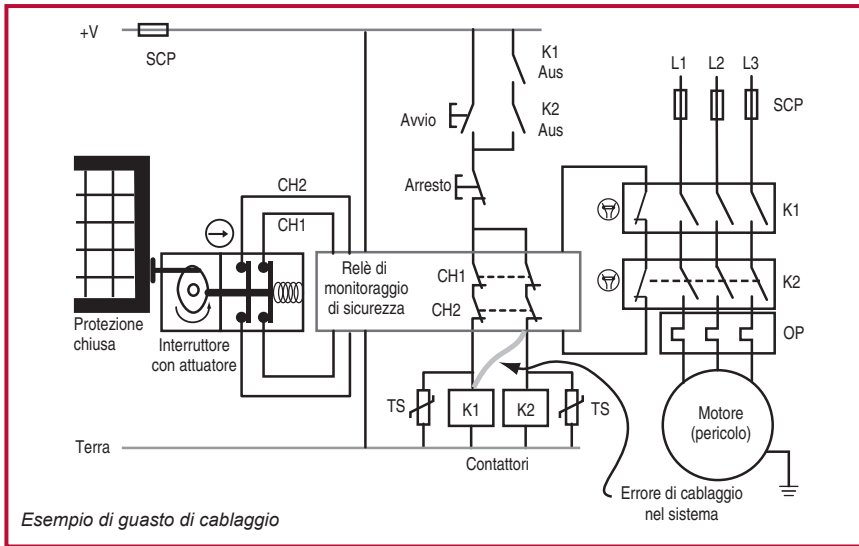 +V
SCP
K1
Aus
K2
Aus
Avvio
Arresto
L1 L2 L3
SCP
K1
K2
OP
Motore
(pericolo)
CH2
CH1
Relè di
monitoraggio
di sicurezza
CH1
CH2
Protezione
chiusa
Interruttore
con attuatore
TS
K1
K2
TS
Terra
Contattori
Errore di cablaggio
nel sistema
Esempio di guasto di cablaggio